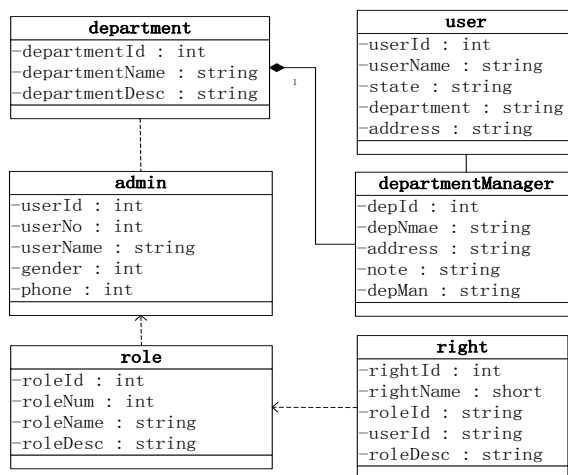 department
-departmentId : int
-departmentName : string
-departmentDesc : string
1
user
-userId : int
-userName : string
-state : string
-department : string
-address : string
admin
-userId : int
-userNo : int
-userName : string
-gender : int
-phone : int
departmentManager
-depId : int
-depNmae : string
-address : string
-note : string
-depMan : string
role
-roleId : int
-roleNum : int
-roleName : string
-roleDesc : string
right
-rightId : int
-rightName : short
-roleId : string
-userId : string
-roleDesc : string